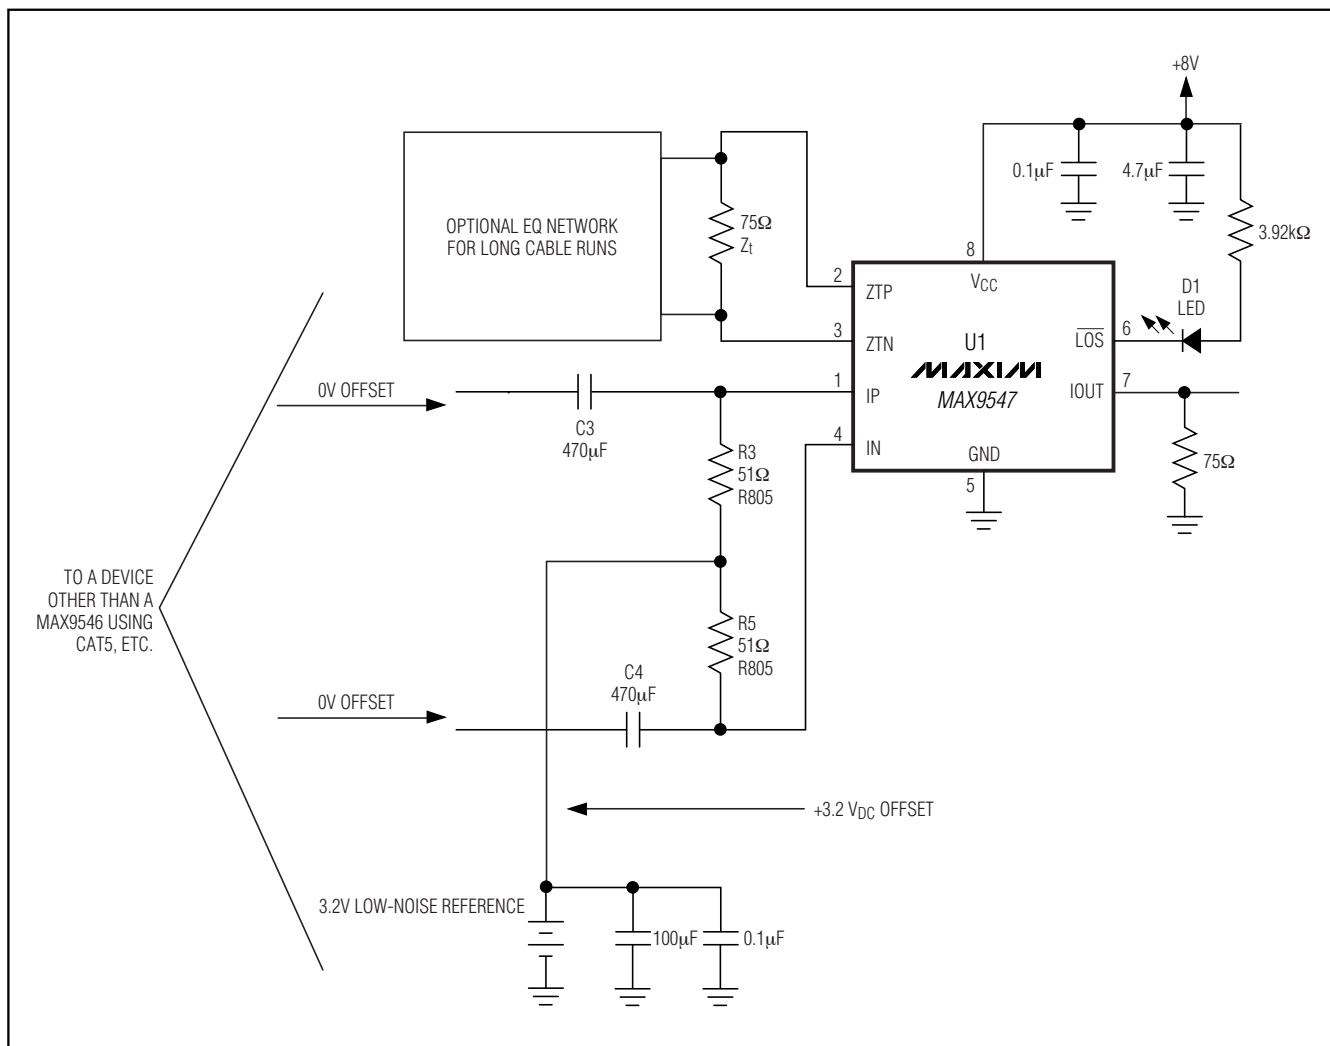 +8V
0.1µF
4.7µF
3.92kΩ
OPTIONAL EQ NETWORK
FOR LONG CABLE RUNS
75Ω
Zt
2
ZTP
8
VCC
D1
LED
3
ZTN
U1
MAXIM
MAX9547
LOS
6
1
IP
IOUT
7
4
IN
GND
5
75Ω
0V OFFSET
C3
470µF
R3
51Ω
R805
TO A DEVICE
OTHER THAN A
MAX9546 USING
CAT5, ETC.
R5
51Ω
R805
C4
470µF
0V OFFSET
+3.2 VDC OFFSET
3.2V LOW-NOISE REFERENCE
100µF
0.1µF